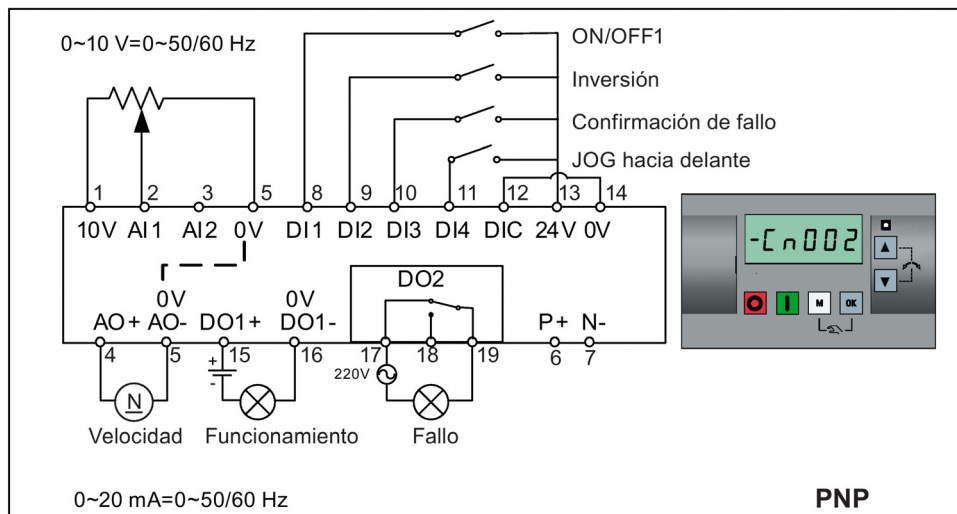 0~10 V=0~50/60 Hz
ON/OFF1
Inversión
Confirmación de fallo
JOG hacia delante
1 2 3 5 8 9 10 11 12 13 14
10V AI1 AI2 0V DI1 DI2 DI3 DI4 DIC 24V 0V
-Cn002
M OK
DO2
0V 0V
AO+ AO- DO1+ DO1- P+ N-
4 5 15 16 17 18 19 6 7
+
-
220V
N
Velocidad Funcionamiento Fallo
0~20 mA=0~50/60 Hz
PNP